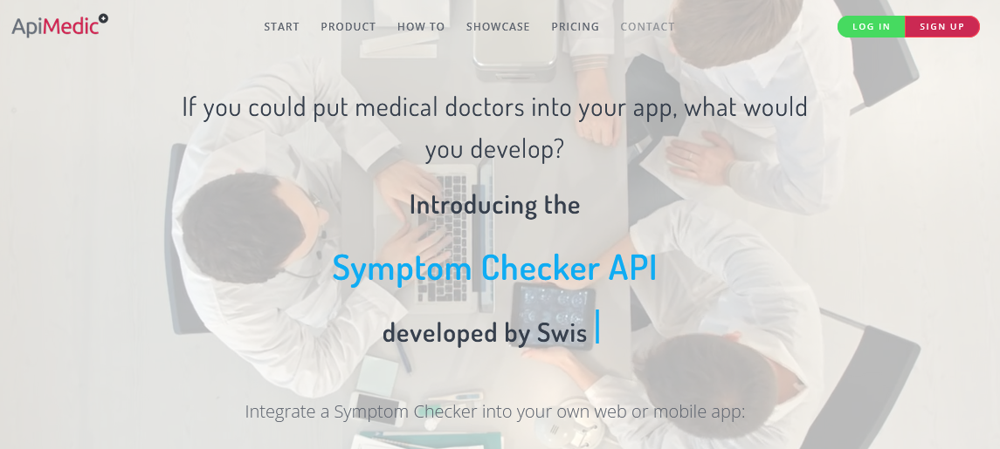 ApiMedic
START PRODUCT HOW TO SHOWCASE PRICING CONTACT LOG IN SIGN UP
If you could put medical doctors into your app, what would
you develop?
Introducing the
Symptom Checker API
developed by Swis
Integrate a Symptom Checker into your own web or mobile app: